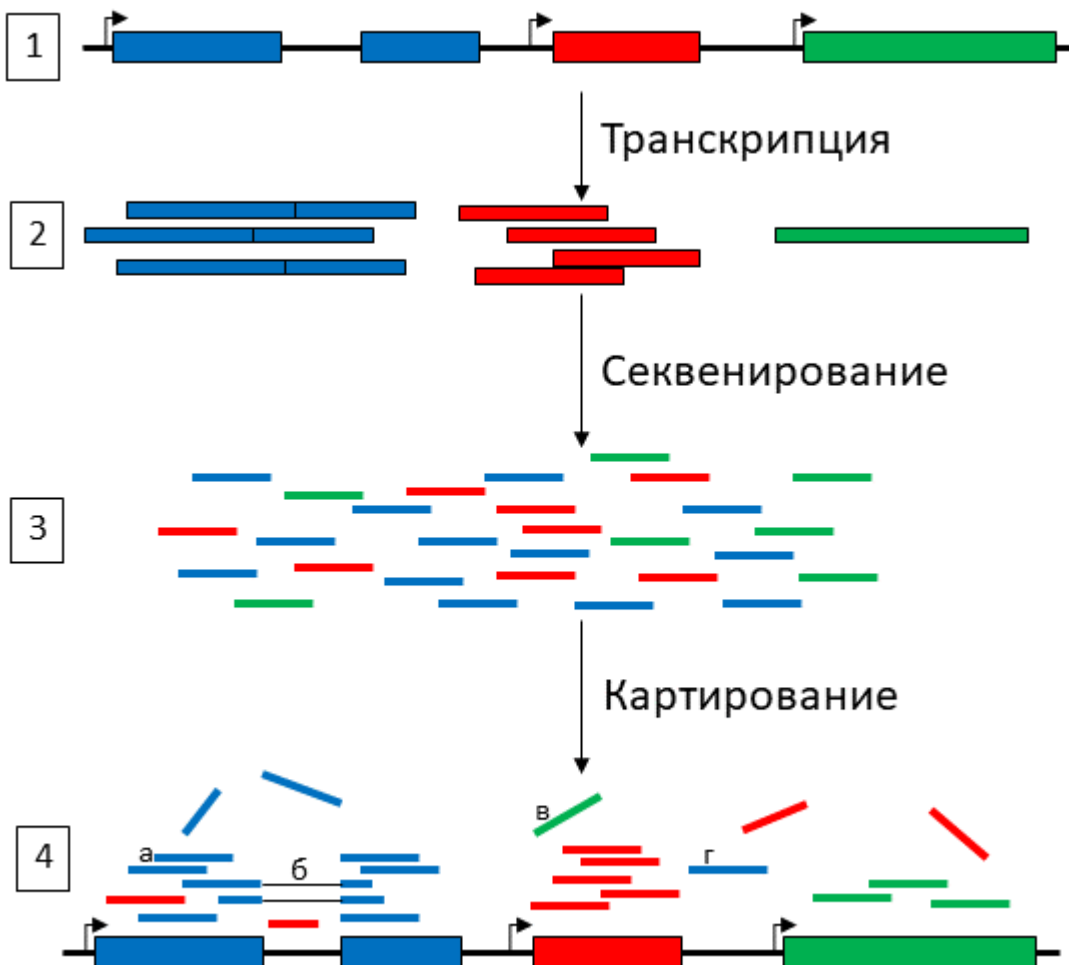 1
Транскрипция
2
Секвенирование
3
Картирование
в
4
а
б
г